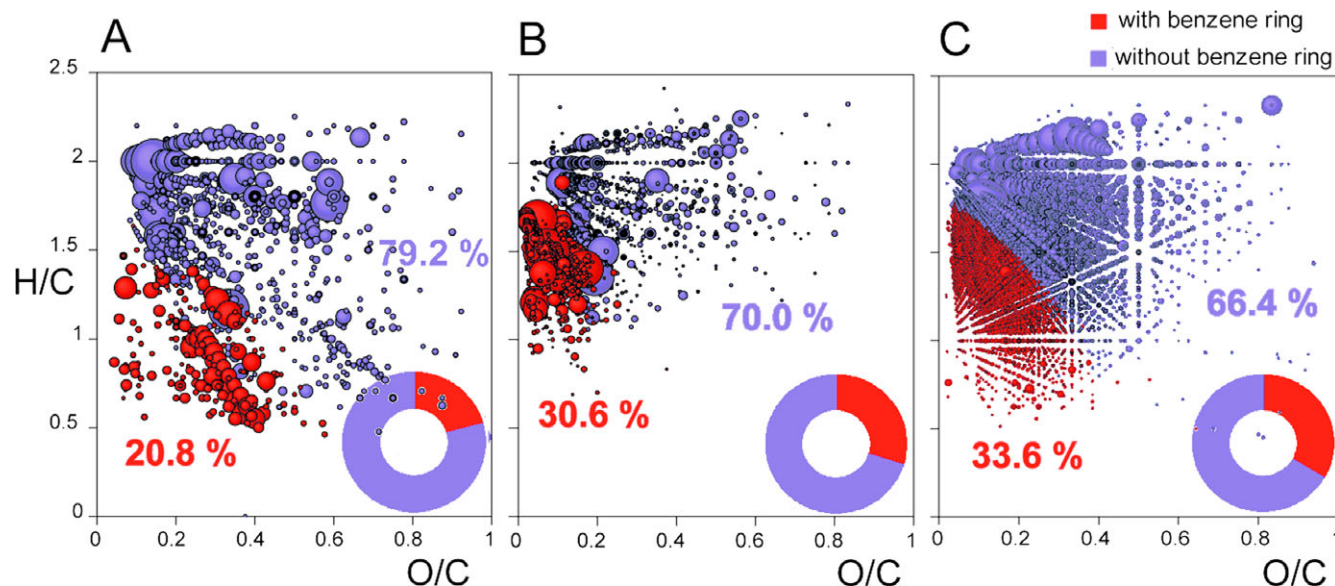 A
B
C
with benzene ring
without benzene ring
2.5
2
1.5
1
0.5
0
H/C
79.2 %
70.0 %
66.4 %
20.8 %
30.6 %
33.6 %
0 0.2 0.4 0.6 0.8 1
0 0.2 0.4 0.6 0.8 1
0.2 0.4 0.6 0.8 1
O/C
O/C
O/C